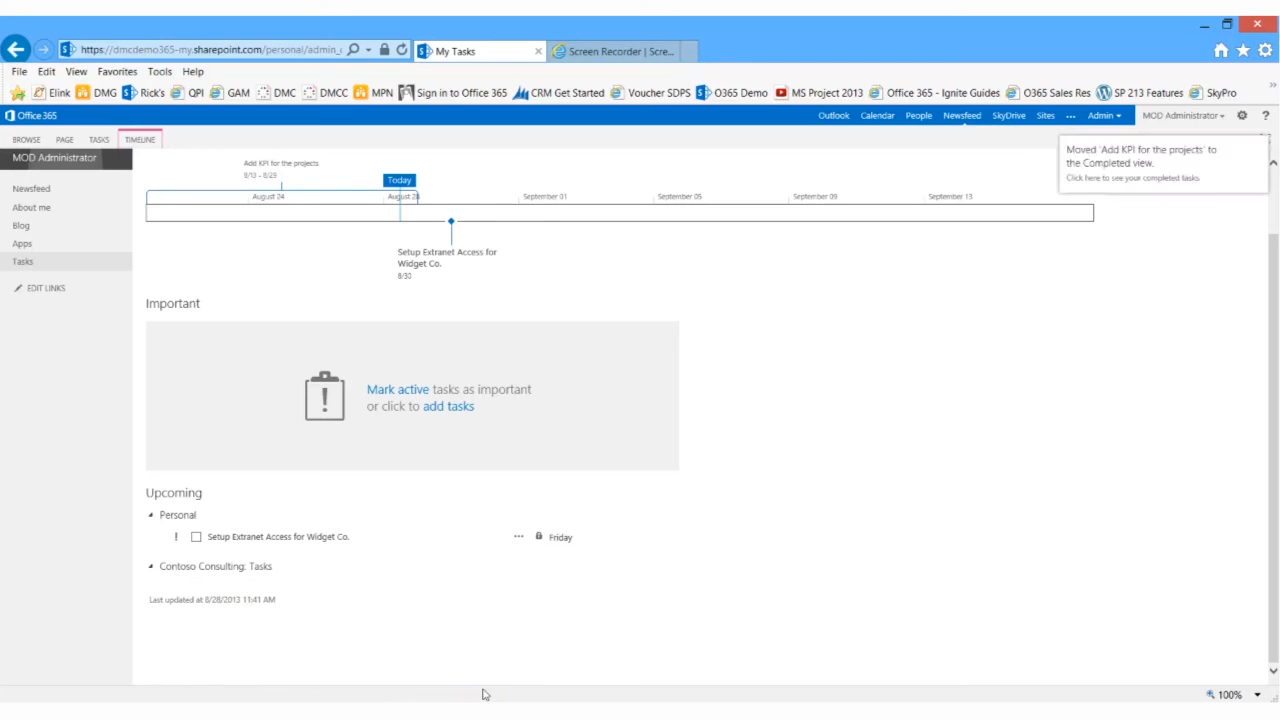 https://dmcdemo365-my.sharepoint.com/personal/admin_
My Tasks
Screen Recorder | Scre...
File Edit View Favorites Tools Help
Elink DMG Rick's QPI GAM DMC DMCC MPN Sign in to Office 365 CRM Get Started Voucher SDPS O365 Demo MS Project 2013 Office 365 - Ignite Guides O365 Sales Res SP 213 Features SkyPro
Office 365 Outlook Calendar People Newsfeed SkyDrive Sites ... Admin MOD Administrator ?
BROWSE PAGE TASKS TIMELINE
MOD Administrator
Newsfeed
About me
Blog
Apps
Tasks
EDIT LINKS
Moved 'Add KPI for the projects' to
the Completed view.
Click here to see your completed tasks.
Add KPI for the projects
8/13 - 8/29
Today
August 24 August 28 September 01 September 05 September 09 September 13
Setup Extranet Access for
Widget Co.
8/30
Important
Mark active tasks as important
or click to add tasks
Upcoming
Personal
! Setup Extranet Access for Widget Co. ... Friday
Contoso Consulting: Tasks
Last updated at 8/28/2013 11:41 AM
100%